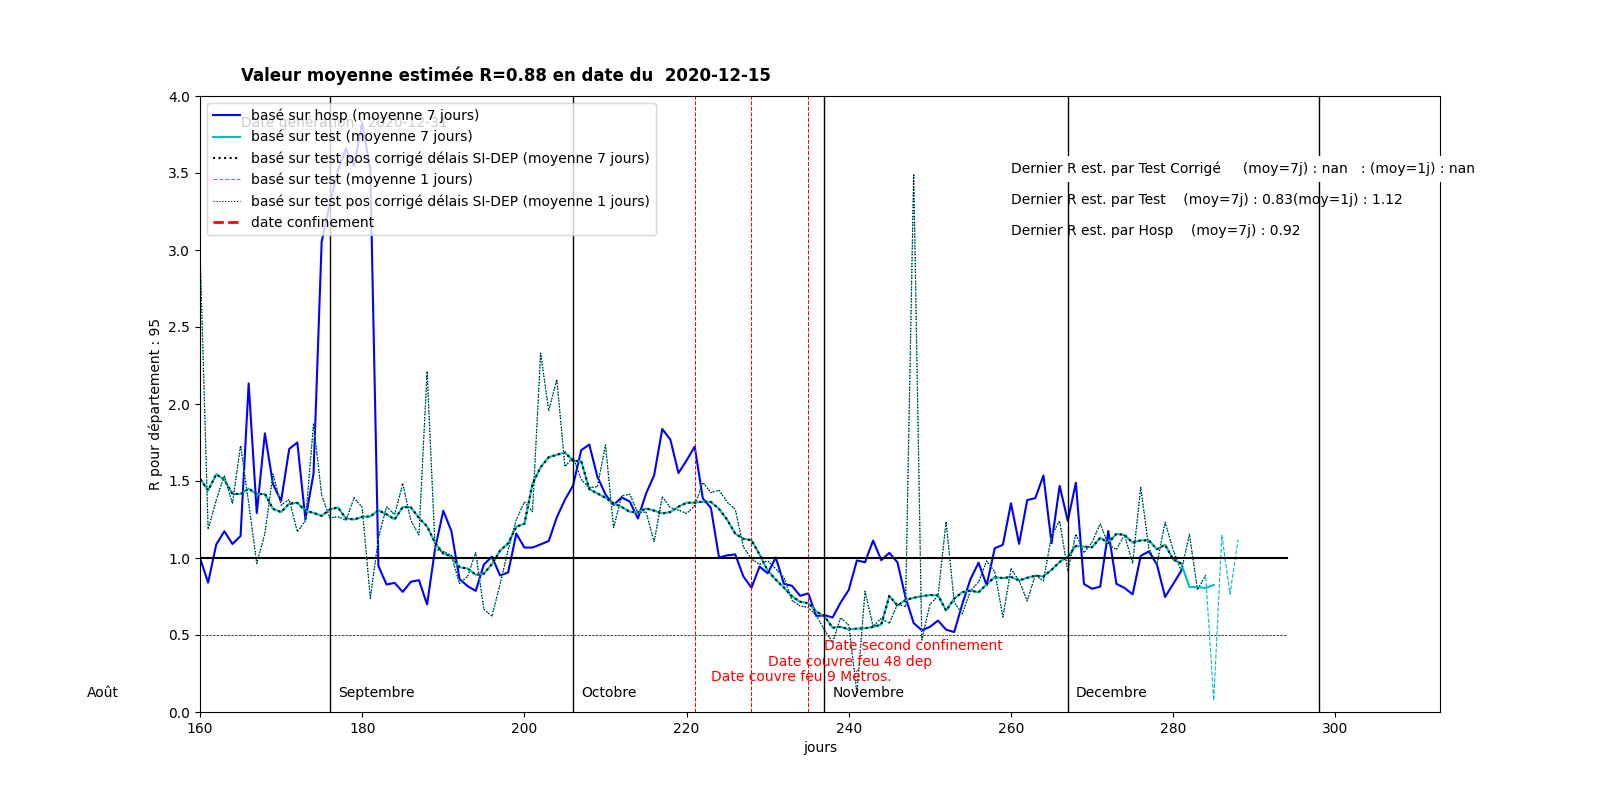 Valeur moyenne estimée R=0.88 en date du  2020-12-15
Date génération : 2020-12-31
basé sur hosp (moyenne 7 jours)
basé sur test (moyenne 7 jours)
basé sur test pos corrigé délais SI-DEP (moyenne 7 jours)
basé sur test (moyenne 1 jours)
basé sur test pos corrigé délais SI-DEP (moyenne 1 jours)
date confinement
Dernier R est. par Test Corrigé     (moy=7j) : nan   : (moy=1j) : nan
Dernier R est. par Test    (moy=7j) : 0.83(moy=1j) : 1.12
Dernier R est. par Hosp    (moy=7j) : 0.92
4.0
3.5
3.0
2.5
2.0
1.5
1.0
0.5
0.0
R pour département : 95
Date second confinement
Date couvre feu 48 dep
Date couvre feu 9 Métros.
Août
Septembre
Octobre
Novembre
Decembre
160 180 200 220 240 260 280 300
jours